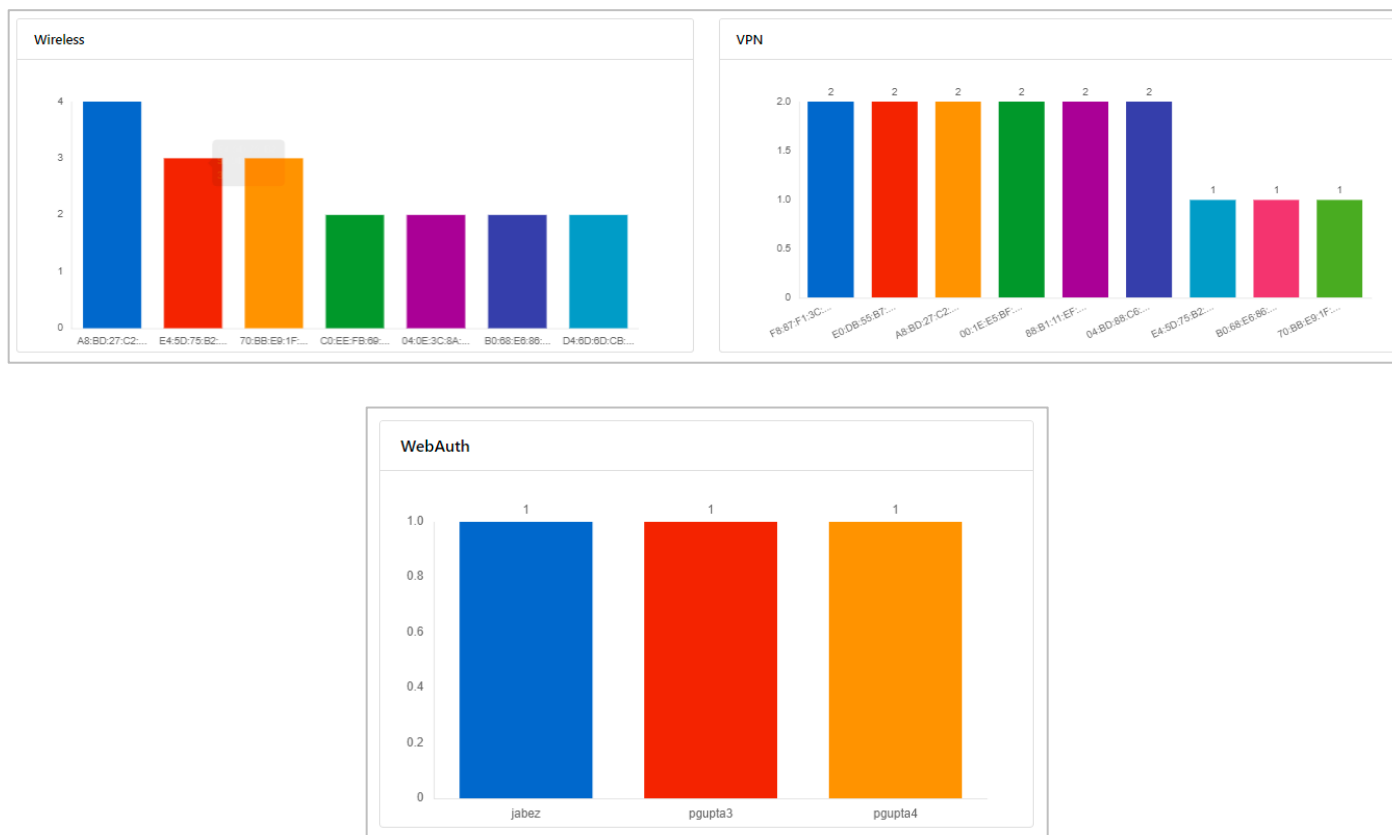 Wireless
4
3
2
1
0
A8:BD:27:C2:... E4:5D:75:B2:... 70:BB:E9:1F:... C0:EE:FB:69:... 04:0E:3C:8A:... B0:68:E6:86:... D4:6D:6D:CB:...
VPN
2 2 2 2 2 2
2.0
1.5
1 1 1
1.0
0.5
0
F8:87:F1:3C:... E0:DB:55:B7:... A8:BD:27:C2:... 00:1E:E5:BF:... 88:B1:11:EF:... 04:BD:88:C6:... E4:5D:75:B2:... B0:68:E6:86:... 70:BB:E9:1F:...
WebAuth
1 1 1
1.0
0.8
0.6
0.4
0.2
0
jabez pgupta3 pgupta4